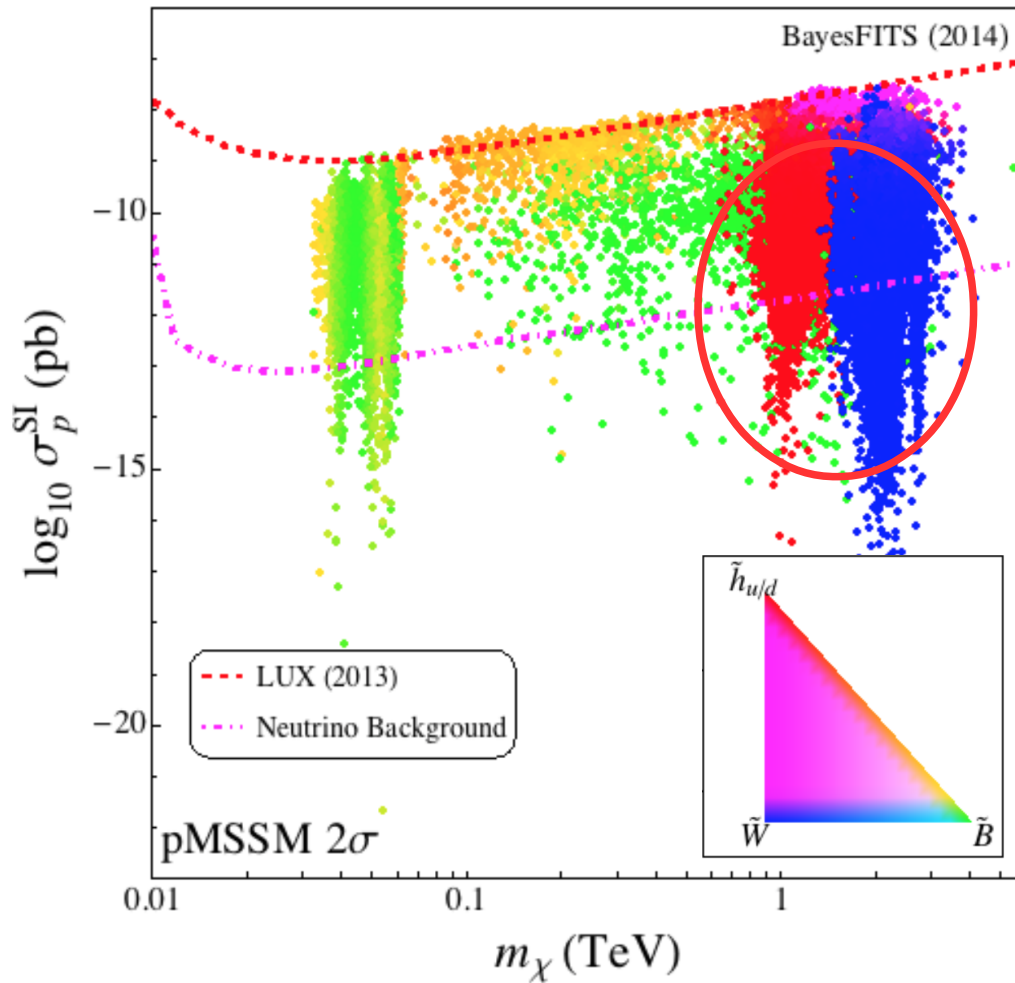 BayesFITS (2014)
−10
−15
−20
log₁₀ σₚˢᴵ (pb)
LUX (2013)
Neutrino Background
h̃u/d
W̃
B̃
pMSSM 2σ
0.01
0.1
1
mχ (TeV)